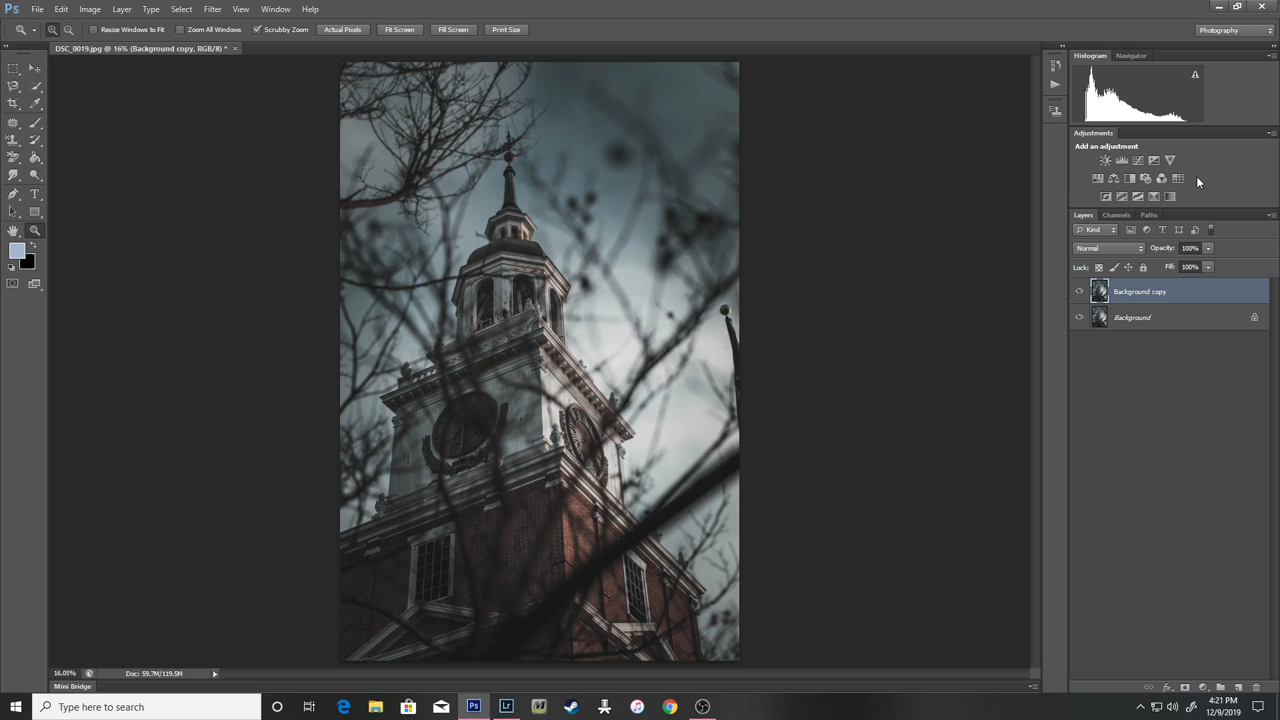 Ps File Edit Image Layer Type Select Filter View Window Help
Resize Windows to Fit Zoom All Windows Scrubby Zoom Actual Pixels Fit Screen Fill Screen Print Size Photography
DSC_0019.jpg @ 16% (Background copy, RGB/8) * ×
Histogram Navigator
Adjustments
Add an adjustment
Layers Channels Paths
Kind
Normal Opacity: 100%
Lock: Fill: 100%
Background copy
Background
16.05% Doc: 59.7M/119.5M
Mini Bridge
Type here to search
Ps Lr
4:21 PM
12/9/2019